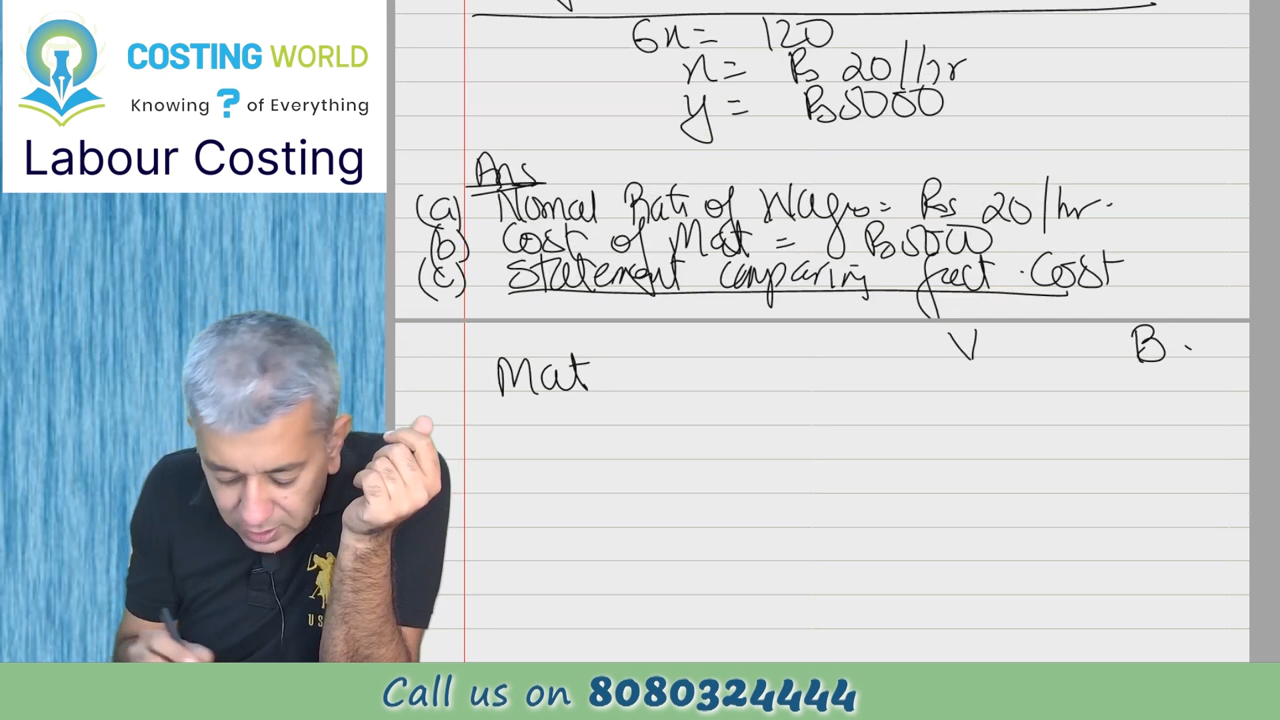 COSTING WORLD
Knowing ? of Everything
Labour Costing
6x = 120
x = Rs 20/hr
y = Rs 5000
Ans
(a) Normal Rate of Wages = Rs 20/hr.
(b) Cost of Mat = Rs 5000
(c) Statement comparing fact. Cost
V B.
Mat
US
Call us on 8080324444